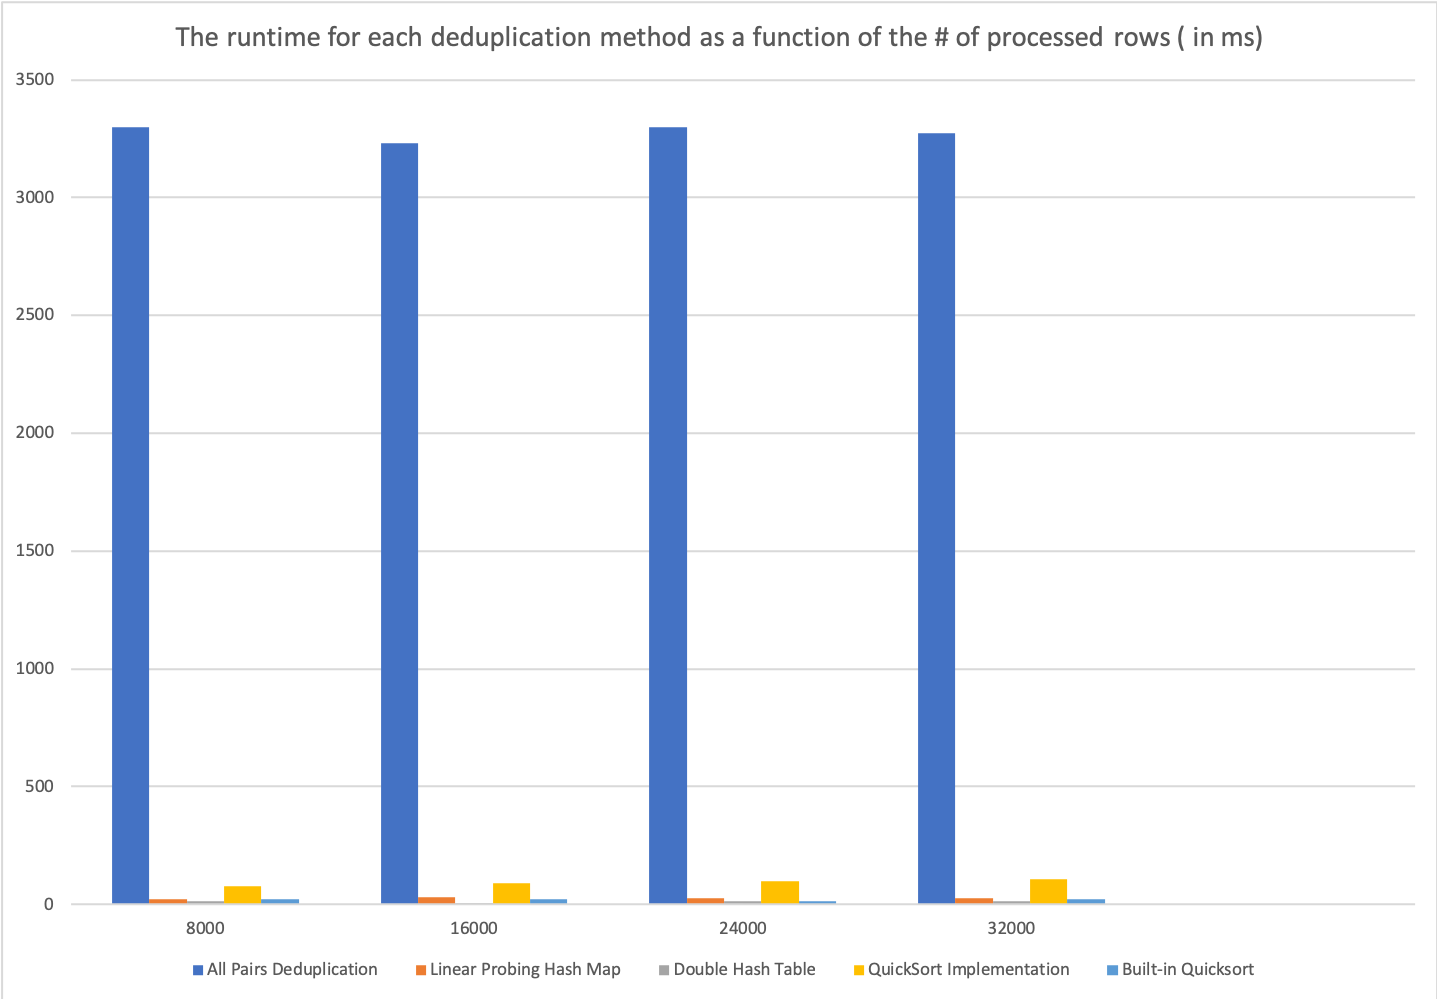 The runtime for each deduplication method as a function of the # of processed rows ( in ms)
3500
3000
2500
2000
1500
1000
500
0
8000 16000 24000 32000
All Pairs Deduplication Linear Probing Hash Map Double Hash Table QuickSort Implementation Built-in Quicksort